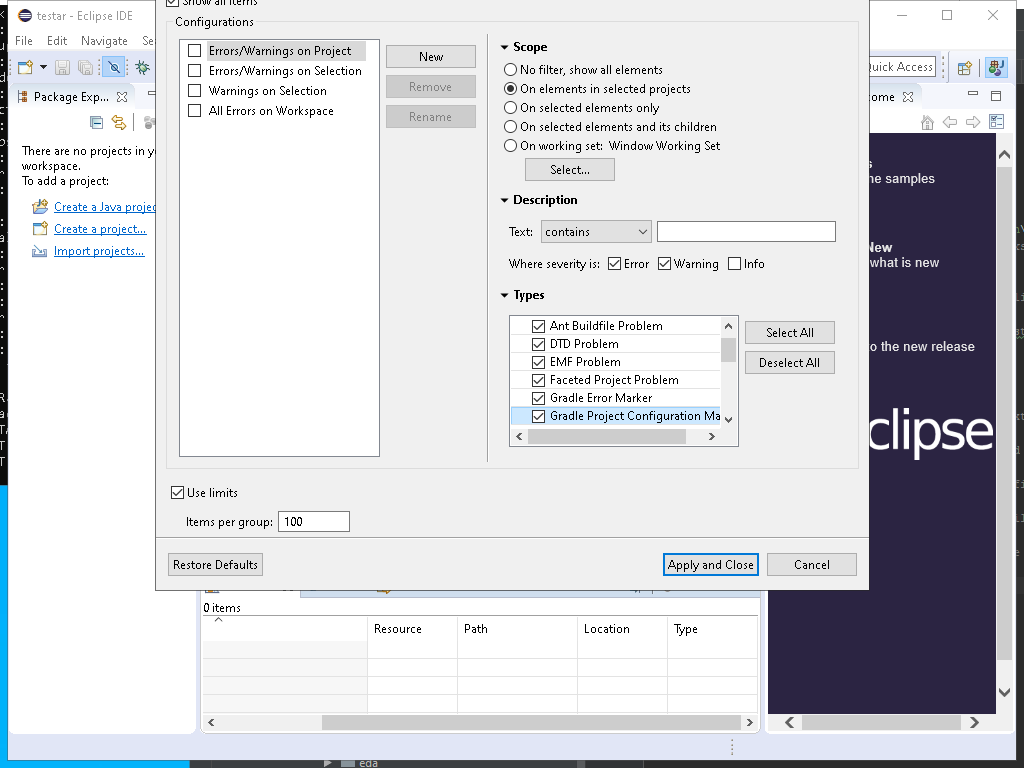 testar - Eclipse IDE
Show all items
File Edit Navigate Se
Configurations
Errors/Warnings on Project
Errors/Warnings on Selection
Warnings on Selection
All Errors on Workspace
New
Remove
Rename
Scope
No filter, show all elements
On elements in selected projects
On selected elements only
On selected elements and its children
On working set: Window Working Set
Select...
Description
Text: contains
Where severity is: Error Warning Info
Types
Ant Buildfile Problem
DTD Problem
EMF Problem
Faceted Project Problem
Gradle Error Marker
Gradle Project Configuration Ma
Select All
Deselect All
Use limits
Items per group: 100
Restore Defaults
Apply and Close
Cancel
Quick Access
Package Exp...
There are no projects in y
workspace.
To add a project:
Create a Java projec
Create a project...
Import projects...
ome
s
he samples
New
what is new
o the new release
clipse
0 items
Resource Path Location Type
eda